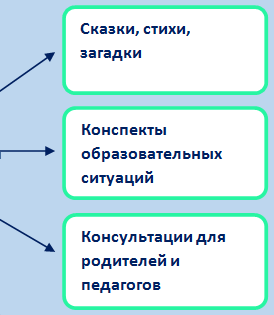 Сказки, стихи,
загадки
Конспекты
образовательных
ситуаций
Консультации для
родителей и
педагогов